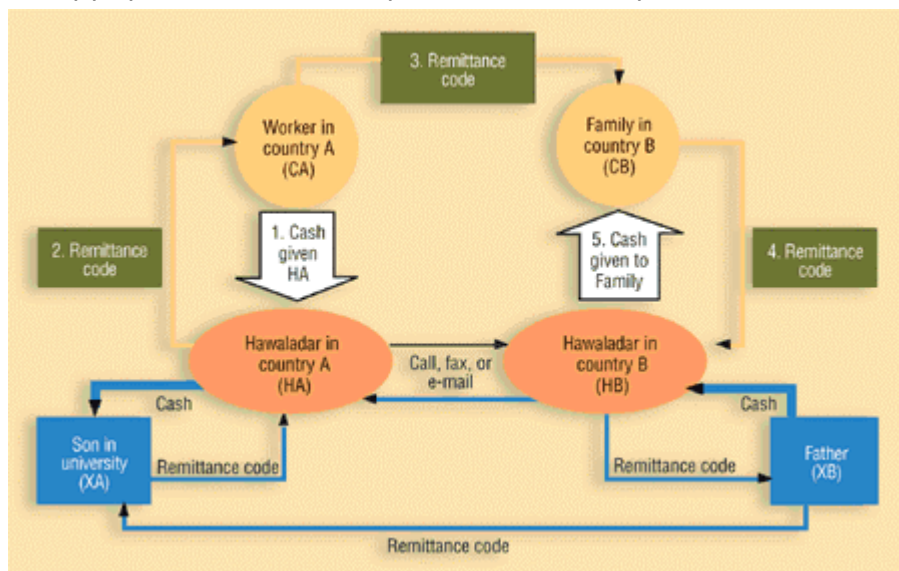 3. Remittance
code
Worker in
country A
(CA)
Family in
country B
(CB)
2. Remittance
code
1. Cash
given
HA
5. Cash
given to
Family
4. Remittance
code
Hawaladar in
country A
(HA)
Call, fax, or
e-mail
Hawaladar in
country B
(HB)
Cash
Cash
Son in
university
(XA)
Remittance code
Remittance code
Father
(XB)
Remittance code